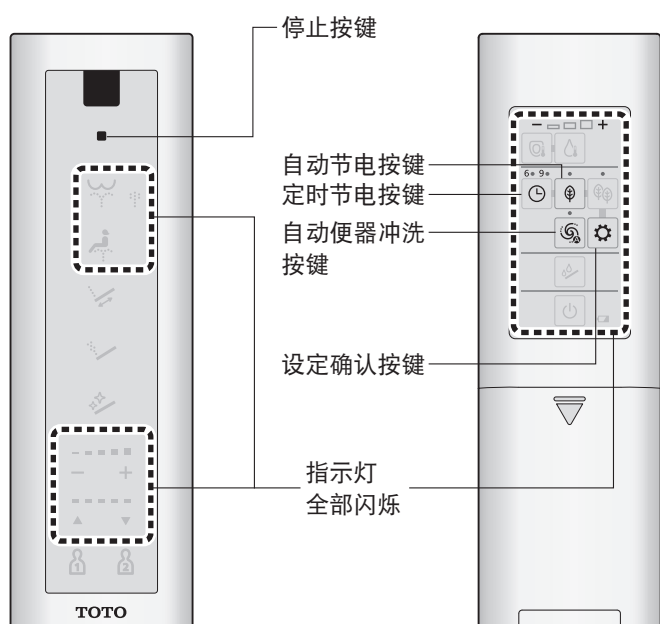 停止按键
自动节电按键
定时节电按键
自动便器冲洗
按键
设定确认按键
指示灯
全部闪烁
− +
6 9
A
− +
1 2
TOTO